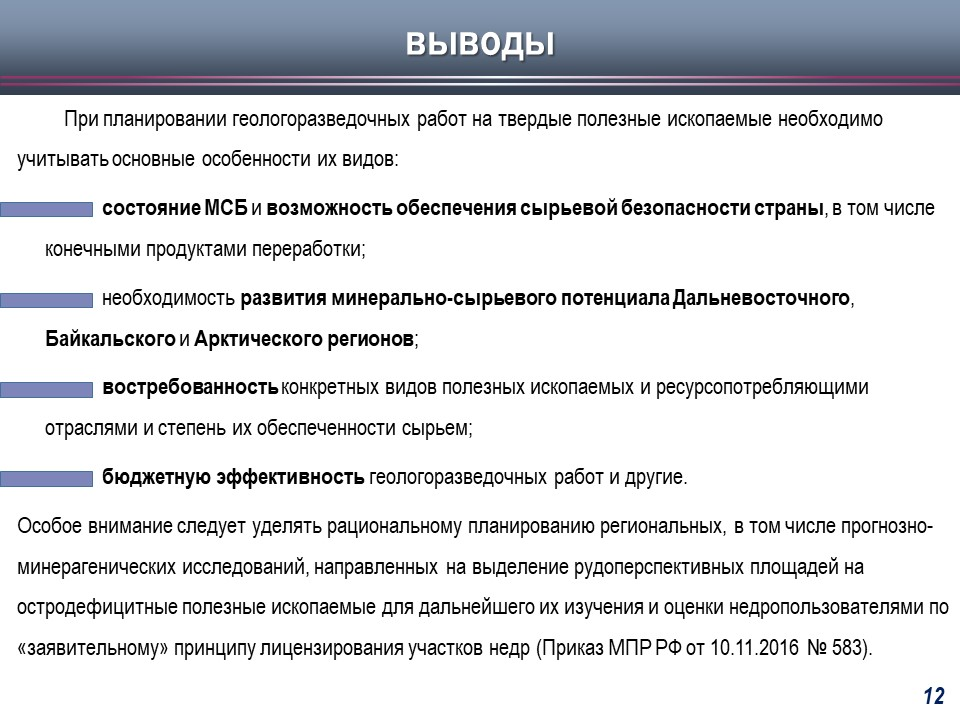 ВЫВОДЫ
При планировании геологоразведочных работ на твердые полезные ископаемые необходимо
учитывать основные особенности их видов:
состояние МСБ и возможность обеспечения сырьевой безопасности страны, в том числе
конечными продуктами переработки;
необходимость развития минерально-сырьевого потенциала Дальневосточного,
Байкальского и Арктического регионов;
востребованность конкретных видов полезных ископаемых и ресурсопотребляющими
отраслями и степень их обеспеченности сырьем;
бюджетную эффективность геологоразведочных работ и другие.
Особое внимание следует уделять рациональному планированию региональных, в том числе прогнозно-
минерагенических исследований, направленных на выделение рудоперспективных площадей на
остродефицитные полезные ископаемые для дальнейшего их изучения и оценки недропользователями по
«заявительному» принципу лицензирования участков недр (Приказ МПР РФ от 10.11.2016 № 583).
12